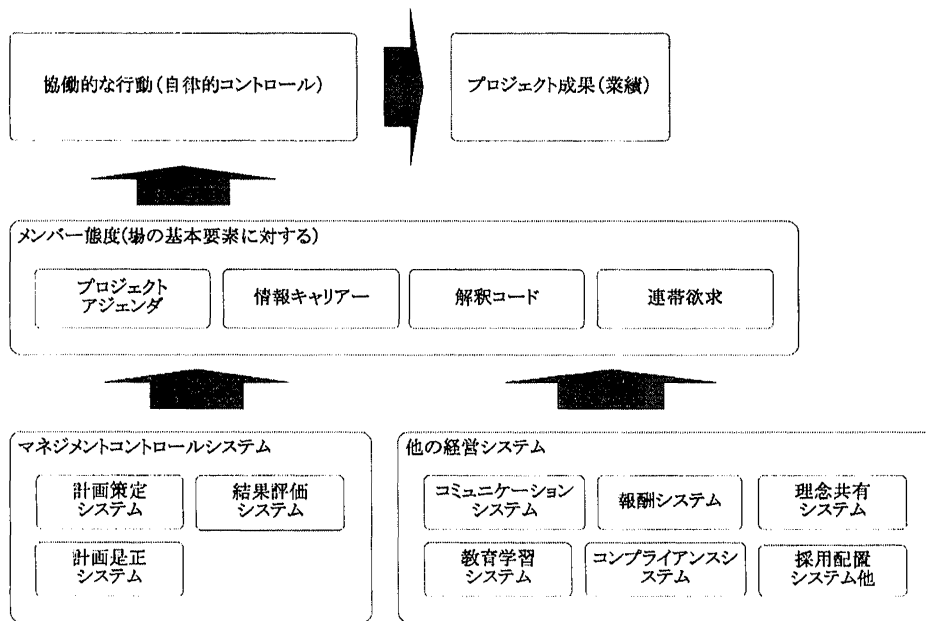 協働的な行動(自律的コントロール)
プロジェクト成果(業績)
メンバー態度(場の基本要素に対する)
プロジェクト
アジェンダ
情報キャリアー
解釈コード
連帯欲求
マネジメントコントロールシステム
計画策定
システム
結果評価
システム
計画是正
システム
他の経営システム
コミュニケーション
システム
報酬システム
理念共有
システム
教育学習
システム
コンプライアンスシ
ステム
採用配置
システム他